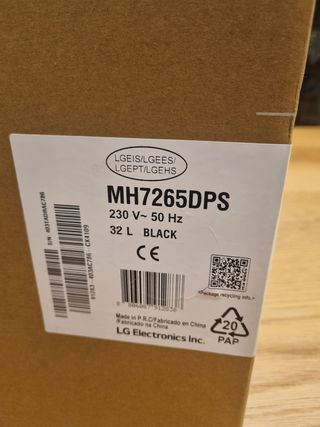 LGEIS/LGEES/
LGEPT/LGEHS
MH7265DPS
230 V~ 50 Hz
32 L BLACK
CE
<Package recycling info.>
Made in P.R.C/Fabricado en China
/Fabricado na China
LG Electronics Inc.
20
PAP